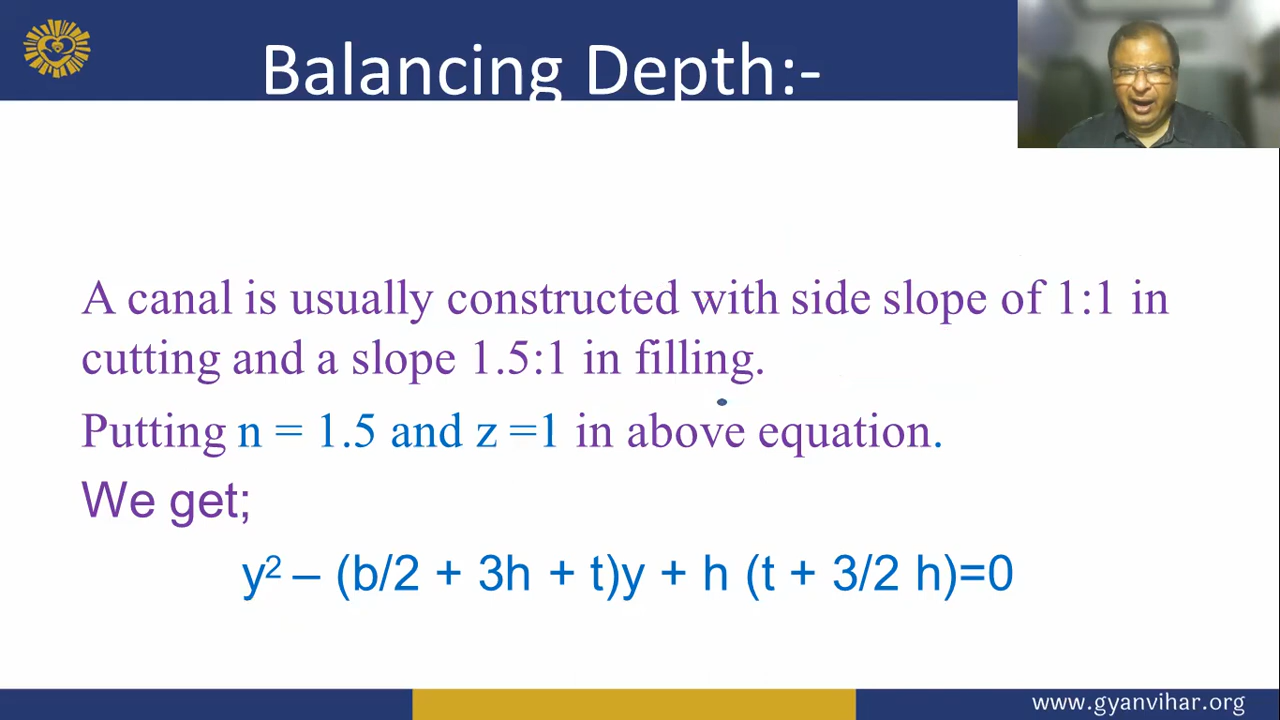 Balancing Depth:-
A canal is usually constructed with side slope of 1:1 in
cutting and a slope 1.5:1 in filling.
Putting n = 1.5 and z =1 in above equation.
We get;
y² – (b/2 + 3h + t)y + h (t + 3/2 h)=0
www.gyanvihar.org